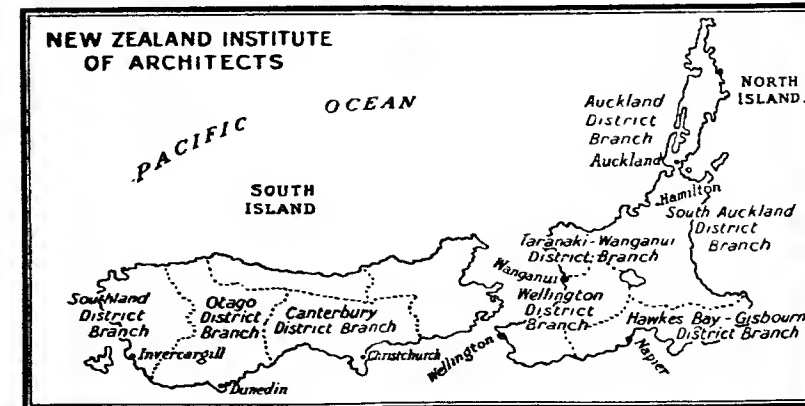 NEW ZEALAND INSTITUTE
OF ARCHITECTS
PACIFIC OCEAN
SOUTH
ISLAND
NORTH
ISLAND.
Auckland
District
Branch
Auckland
Hamilton
South Auckland
District
Branch
Taranaki-Wanganui
District Branch
Wanganui
Wellington
District
Branch
Hawkes Bay-Gisbourn
District Branch
Napier
Wellington
Southland
District
Branch
Otago
District
Branch
Canterbury
District Branch
Invercargill
Dunedin
Christchurch